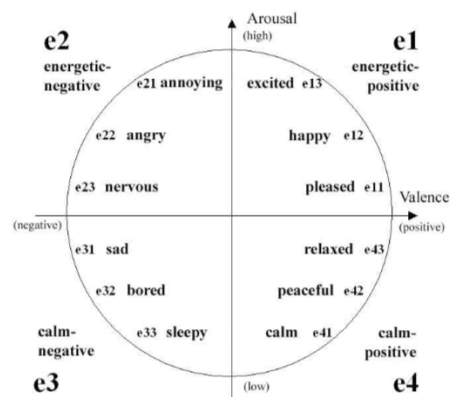 Arousal
(high)
e2
energetic-
negative
e1
energetic-
positive
e21 annoying
excited e13
e22 angry
happy e12
e23 nervous
pleased e11
Valence
(negative)
(positive)
e31 sad
relaxed e43
e32 bored
peaceful e42
e33 sleepy
calm e41
calm-
negative
e3
calm-
positive
e4
(low)